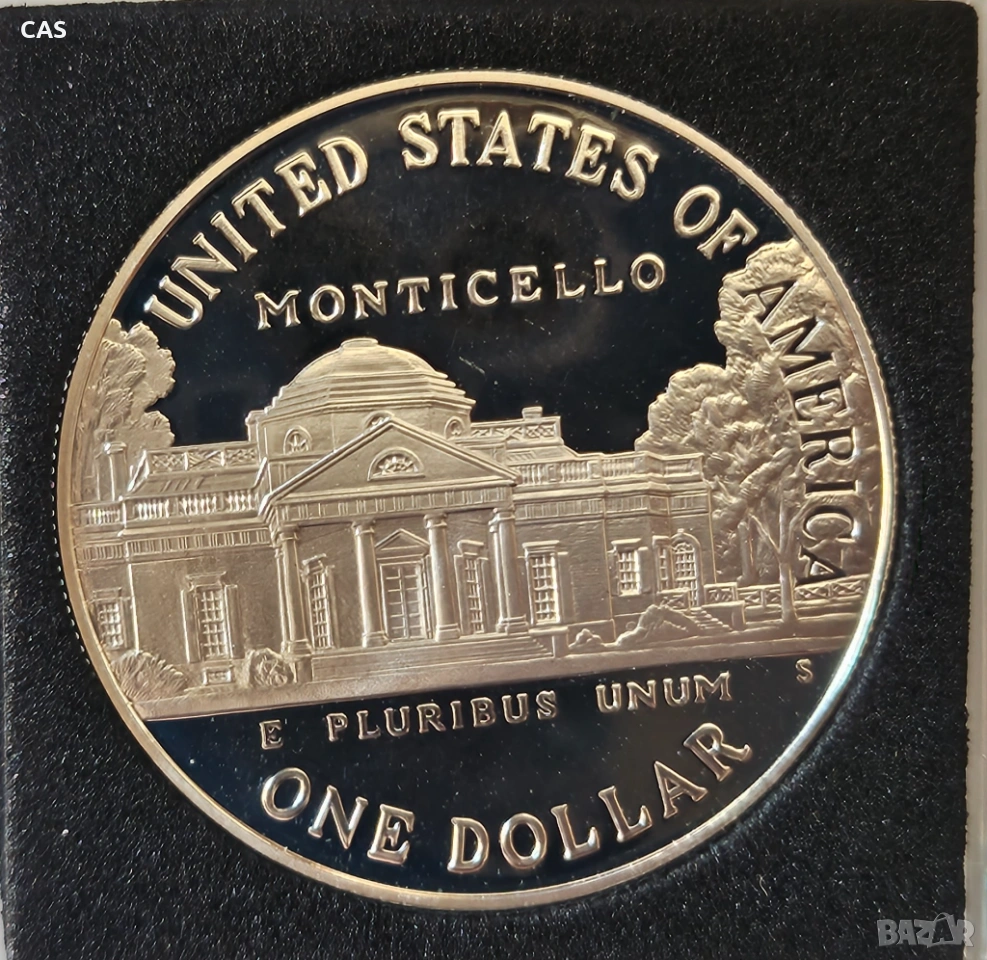 CAS
UNITED STATES OF AMERICA
MONTICELLO
E PLURIBUS UNUM
S
ONE DOLLAR
BAZAR